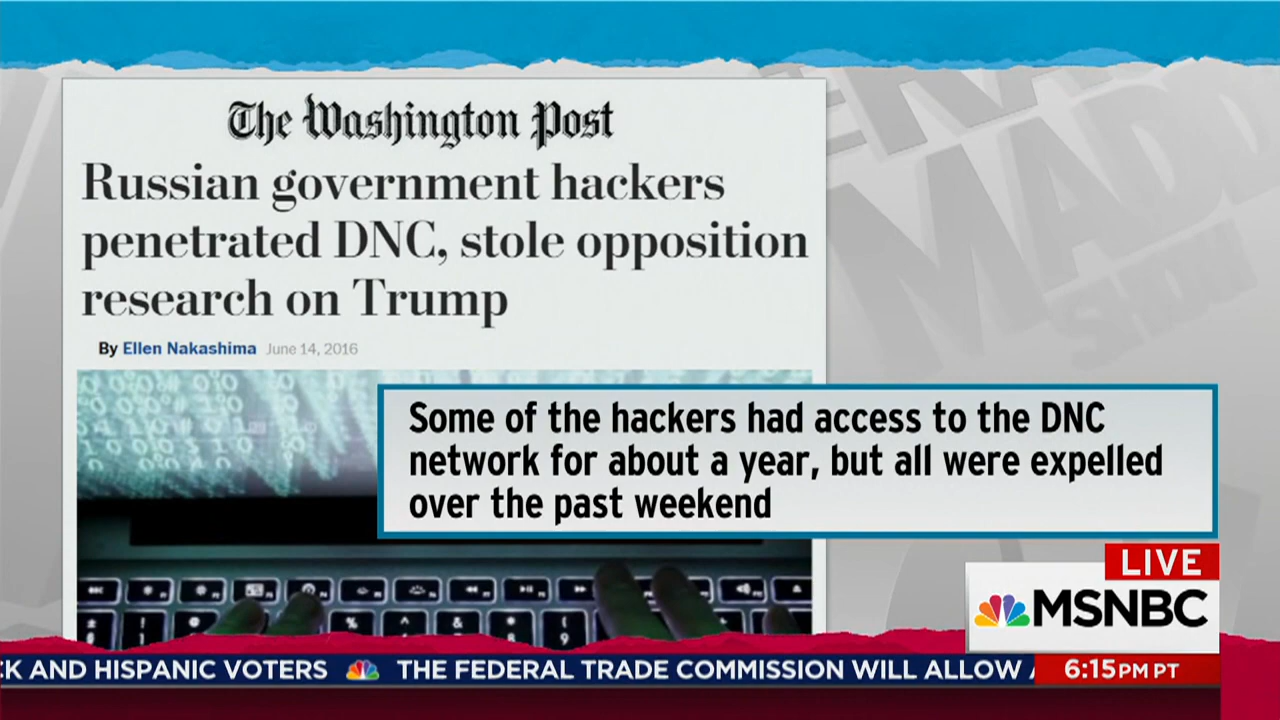 The Washington Post
Russian government hackers
penetrated DNC, stole opposition
research on Trump
By Ellen Nakashima June 14, 2016
Some of the hackers had access to the DNC
network for about a year, but all were expelled
over the past weekend
MADD
SHOW
LIVE
MSNBC
K AND HISPANIC VOTERS THE FEDERAL TRADE COMMISSION WILL ALLOW
6:15PM PT